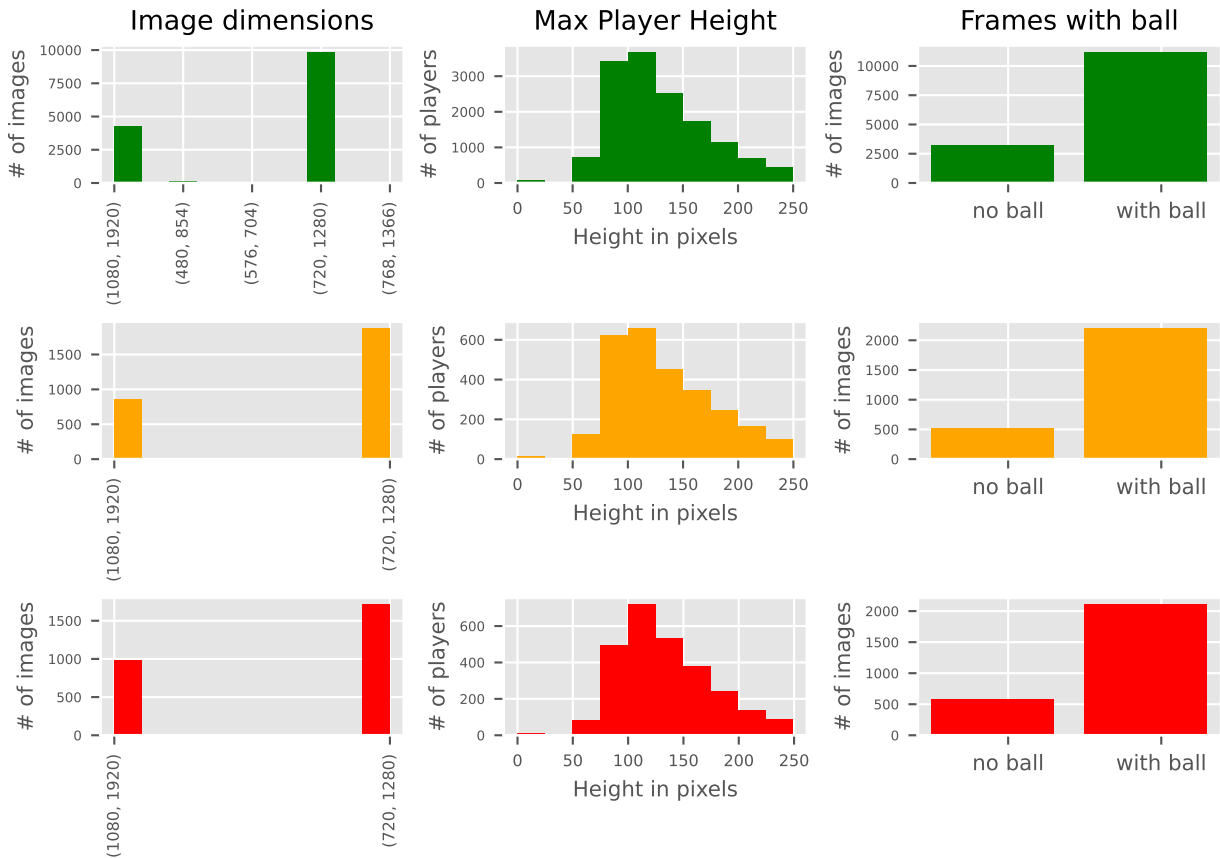 Image dimensions
Max Player Height
Frames with ball
# of images
10000
7500
5000
2500
0
(1080, 1920)
(480, 854)
(576, 704)
(720, 1280)
(768, 1366)
# of players
3000
2000
1000
0
0 50 100 150 200 250
Height in pixels
# of images
10000
7500
5000
2500
0
no ball with ball
# of images
1500
1000
500
0
(1080, 1920)
(720, 1280)
# of players
600
400
200
0
0 50 100 150 200 250
Height in pixels
# of images
2000
1500
1000
500
0
no ball with ball
# of images
1500
1000
500
0
(1080, 1920)
(720, 1280)
# of players
600
400
200
0
0 50 100 150 200 250
Height in pixels
# of images
2000
1500
1000
500
0
no ball with ball